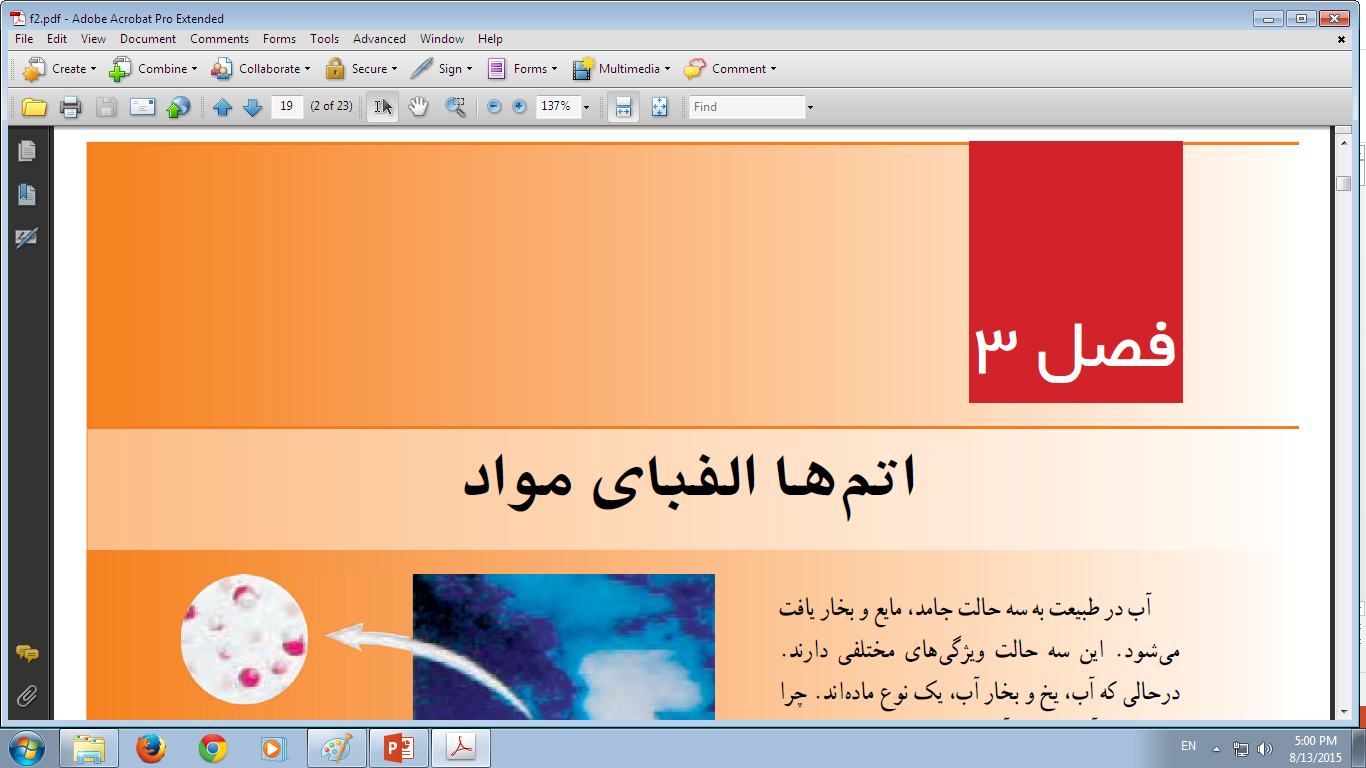 f2.pdf - Adobe Acrobat Pro Extended
File Edit View Document Comments Forms Tools Advanced Window Help
Create Combine Collaborate Secure Sign Forms Multimedia Comment
19 (2 of 23) 137% Find
فصل ۳
اتم‌ها الفبای مواد
آب در طبیعت به سه حالت جامد، مایع و بخار یافت
می‌شود. این سه حالت ویژگی‌های مختلفی دارند.
درحالی که آب، یخ و بخار آب، یک نوع ماده‌اند. چرا
EN 5:00 PM
8/13/2015